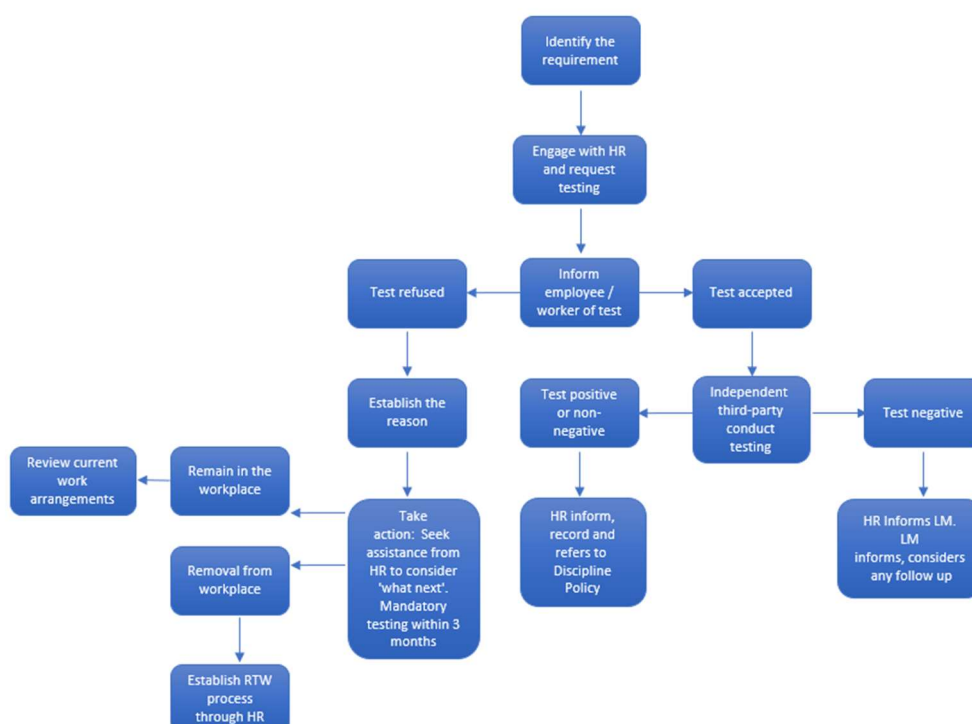 Identify the
requirement
Engage with HR
and request
testing
Test refused
Inform
employee /
worker of test
Test accepted
Establish the
reason
Test positive
or non-
negative
Independent
third-party
conduct
testing
Test negative
Review current
work
arrangements
Remain in the
workplace
Take
action: Seek
assistance from
HR to consider
'what next'.
Mandatory
testing within 3
months
HR inform,
record and
refers to
Discipline
Policy
HR Informs LM.
LM
informs, considers
any follow up
Removal from
workplace
Establish RTW
process
through HR